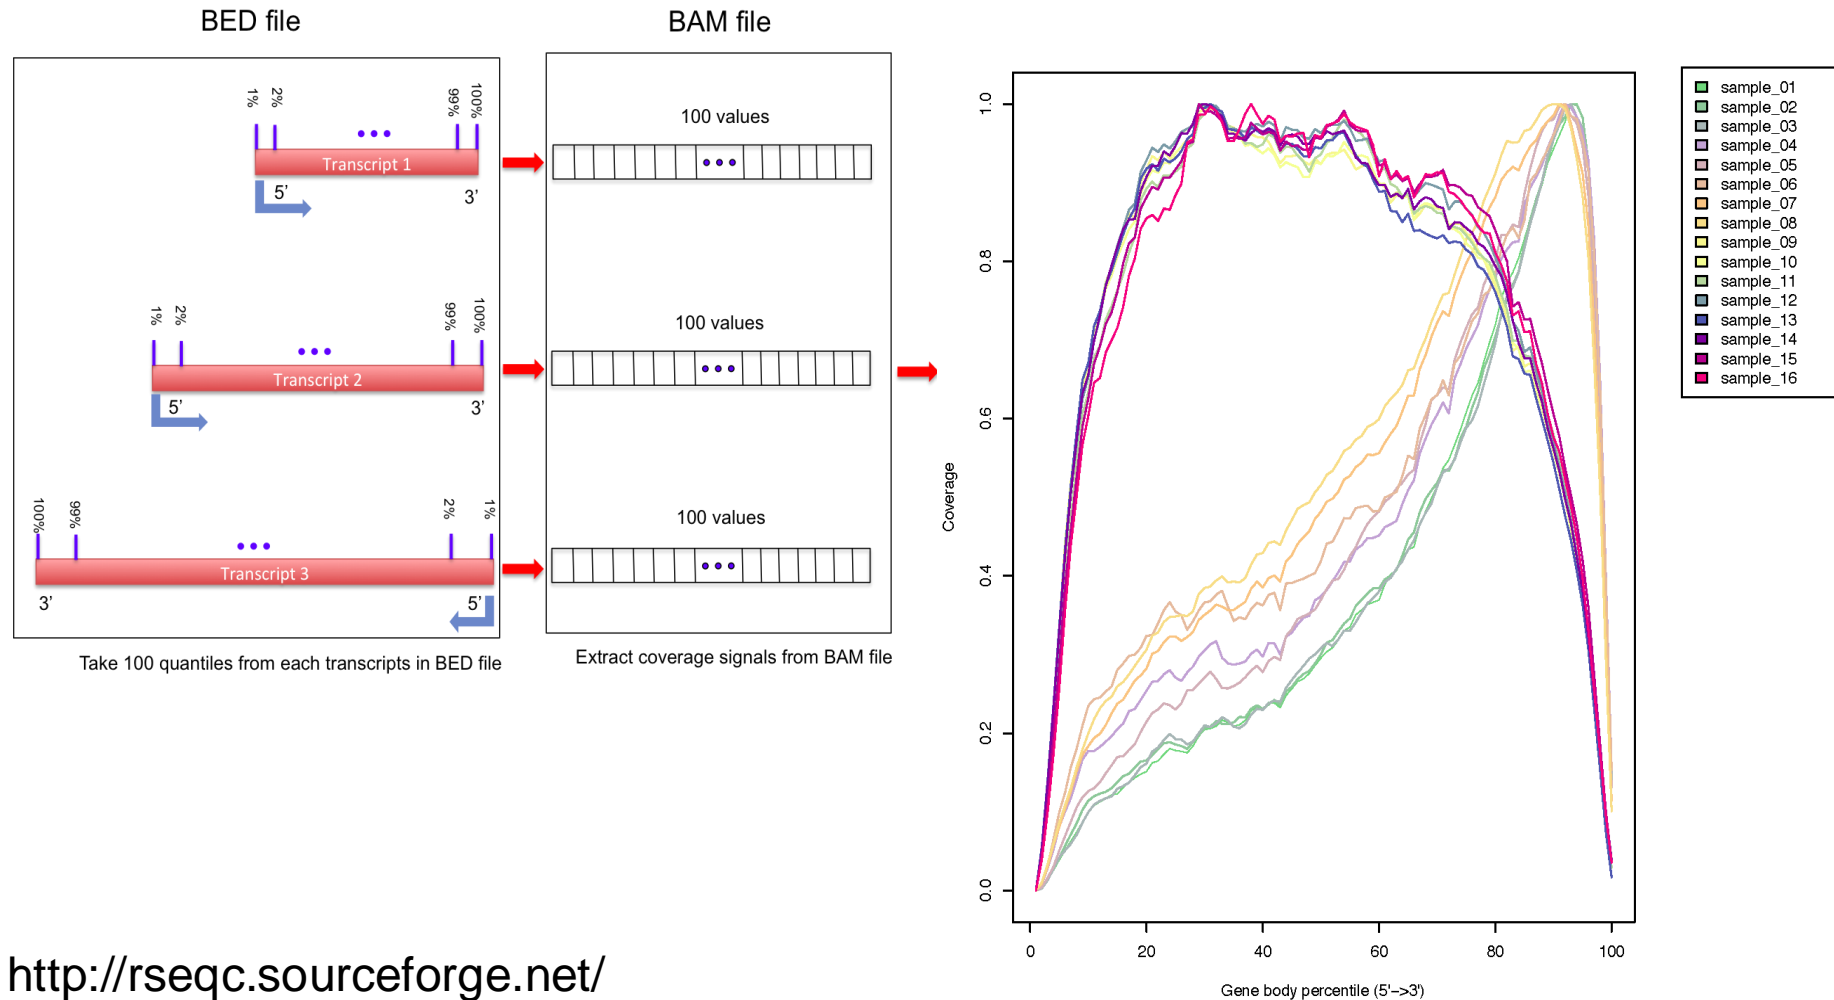 BED file
BAM file
1%
2%
99%
100%
Transcript 1
5’
3’
100 values
1%
2%
99%
100%
Transcript 2
5’
3’
100 values
100%
99%
2%
1%
Transcript 3
3’
5’
100 values
Take 100 quantiles from each transcripts in BED file
Extract coverage signals from BAM file
Coverage
1.0
0.8
0.6
0.4
0.2
0.0
0 20 40 60 80 100
Gene body percentile (5'->3')
sample_01
sample_02
sample_03
sample_04
sample_05
sample_06
sample_07
sample_08
sample_09
sample_10
sample_11
sample_12
sample_13
sample_14
sample_15
sample_16
http://rseqc.sourceforge.net/